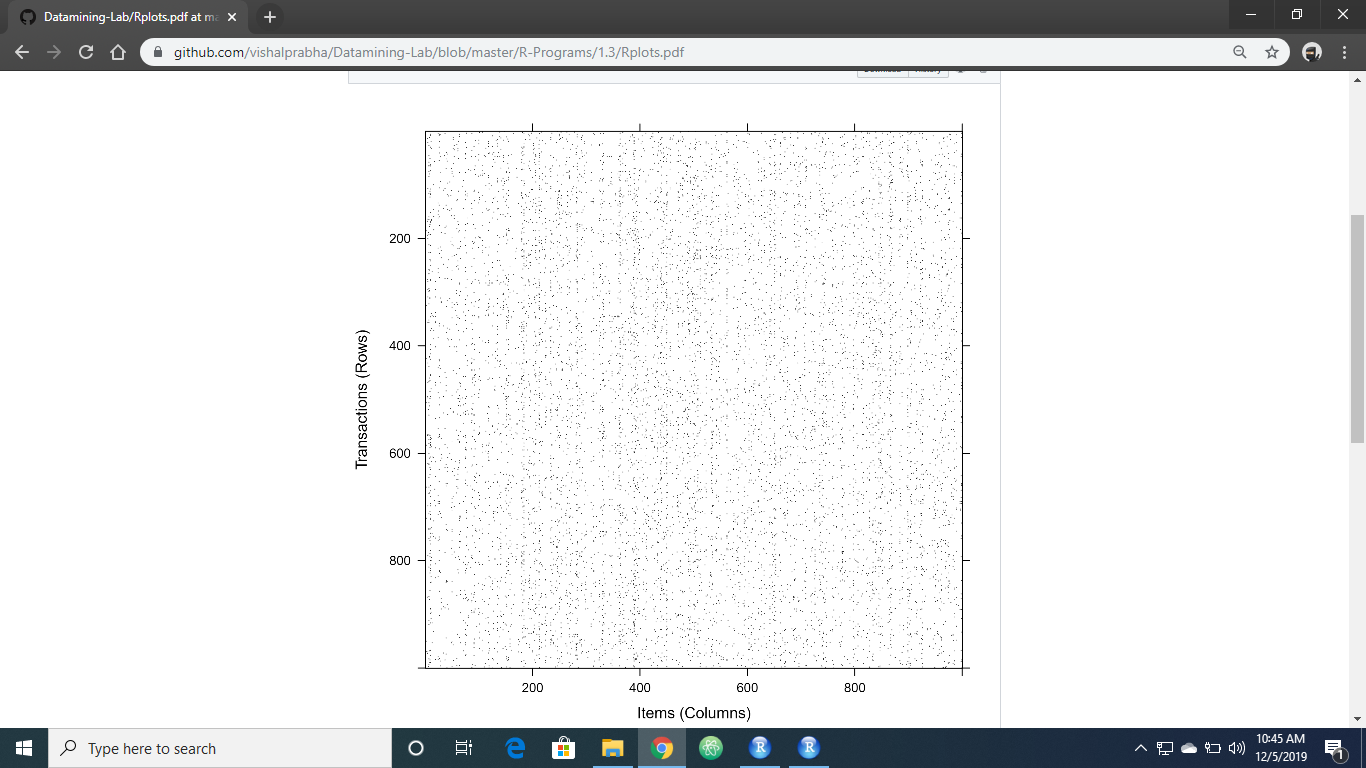 Datamining-Lab/Rplots.pdf at ma
github.com/vishalprabha/Datamining-Lab/blob/master/R-Programs/1.3/Rplots.pdf
200
400
600
800
Transactions (Rows)
200
400
600
800
Items (Columns)
Type here to search
R
R
10:45 AM
12/5/2019
1